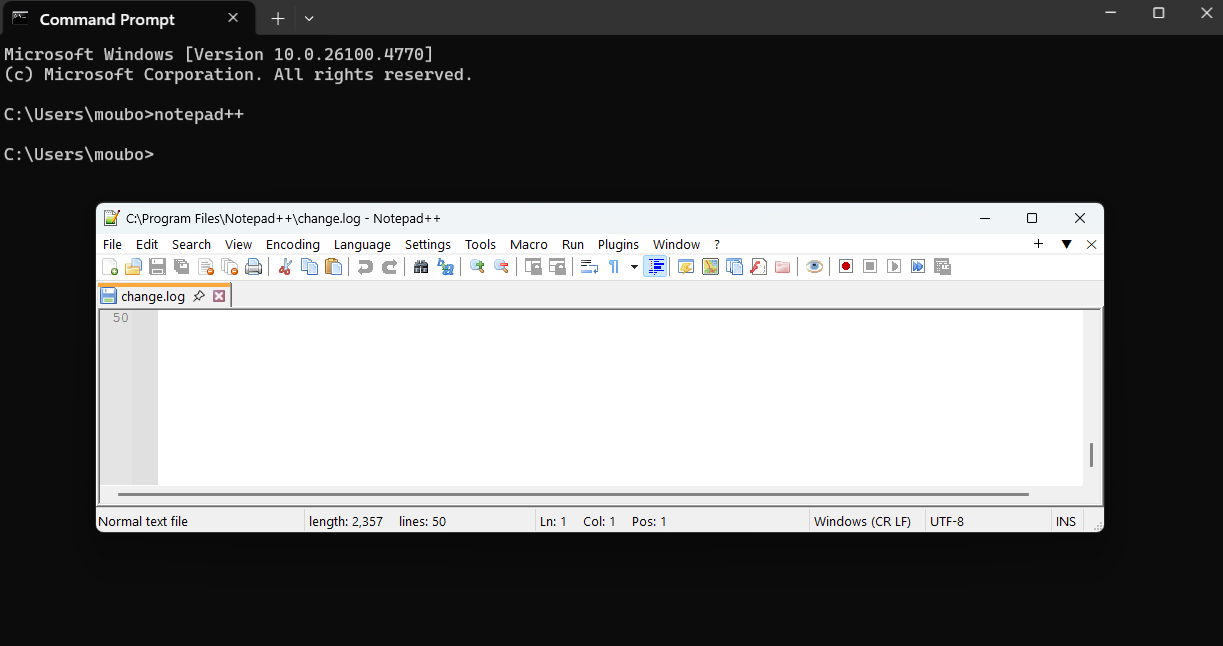 Command Prompt
Microsoft Windows [Version 10.0.26100.4770]
(c) Microsoft Corporation. All rights reserved.
C:\Users\moubo>notepad++
C:\Users\moubo>
C:\Program Files\Notepad++\change.log - Notepad++
File Edit Search View Encoding Language Settings Tools Macro Run Plugins Window ?
change.log
50
Normal text file length: 2,357 lines: 50 Ln: 1 Col: 1 Pos: 1 Windows (CR LF) UTF-8 INS